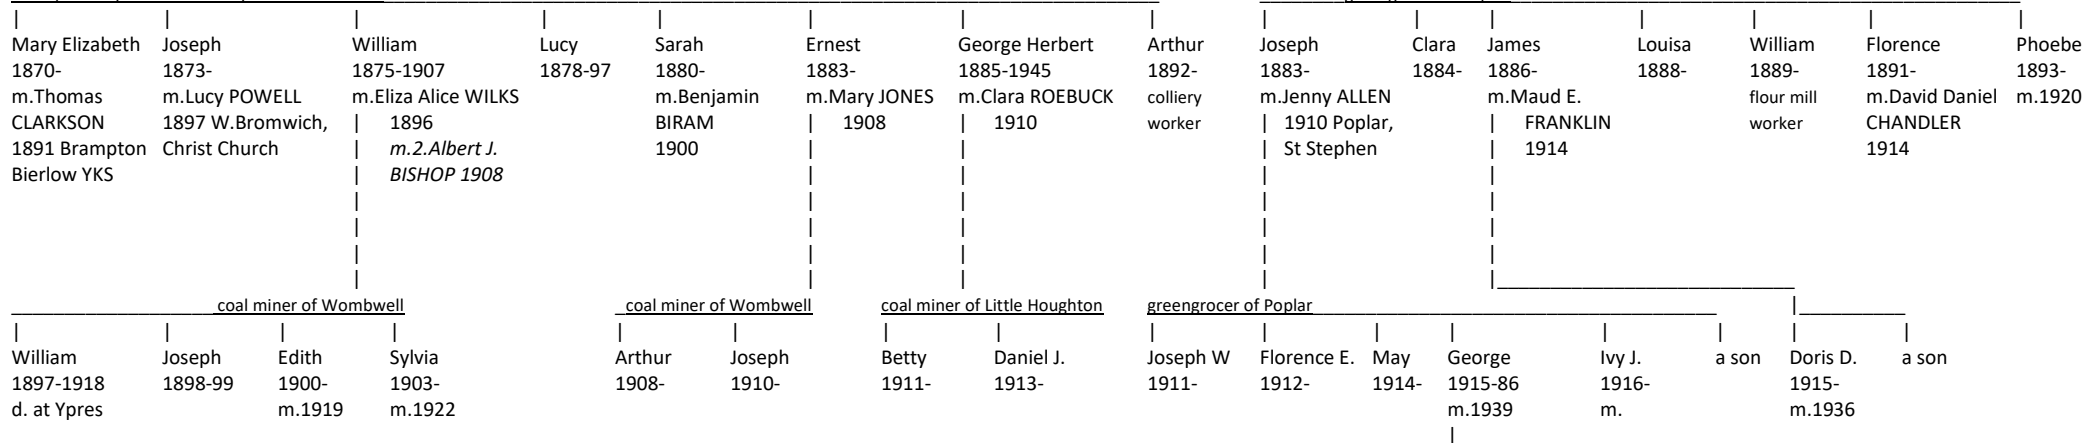 Mary Elizabeth Joseph William Lucy Sarah Ernest George Herbert Arthur Joseph Clara James Louisa William Florence Phoebe
1870- 1873- 1875-1907 1878-97 1880- 1883- 1885-1945 1892- 1883- 1884- 1886- 1888- 1889- 1891- 1893-
m.Thomas m.Lucy POWELL m.Eliza Alice WILKS m.Benjamin m.Mary JONES m.Clara ROEBUCK colliery m.Jenny ALLEN m.Maud E. flour mill m.David Daniel m.1920
CLARKSON 1897 W.Bromwich, 1896 BIRAM 1908 1910 worker 1910 Poplar, FRANKLIN worker CHANDLER
1891 Brampton Christ Church m.2.Albert J. 1900 St Stephen 1914 1914
Bierlow YKS BISHOP 1908
coal miner of Wombwell coal miner of Wombwell coal miner of Little Houghton greengrocer of Poplar
William Joseph Edith Sylvia Arthur Joseph Betty Daniel J. Joseph W Florence E. May George Ivy J. a son Doris D. a son
1897-1918 1898-99 1900- 1903- 1908- 1910- 1911- 1913- 1911- 1912- 1914- 1915-86 1916- 1915-
d. at Ypres m.1919 m.1922 m.1939 m. m.1936